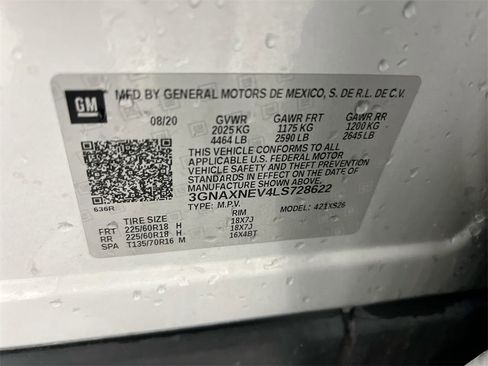 GM
MFD BY GENERAL MOTORS DE MEXICO, S. DE R.L. DE C.V.
08/20 GVWR GAWR FRT GAWR RR
2025 KG 1175 KG 1200 KG
4464 LB 2590 LB 2645 LB
THIS VEHICLE CONFORMS TO ALL
APPLICABLE U.S. FEDERAL MOTOR
VEHICLE SAFETY AND THEFT PREVENTION
STANDARDS IN EFFECT ON THE DATE OF
MANUFACTURE SHOWN ABOVE.
3GNAXNEV4LS728622
636R TYPE: M.P.V. MODEL: 421XS26
TIRE SIZE RIM
FRT 225/60R18 H 18X7J
RR 225/60R18 H 18X7J
SPA T135/70R16 M 16X4BT